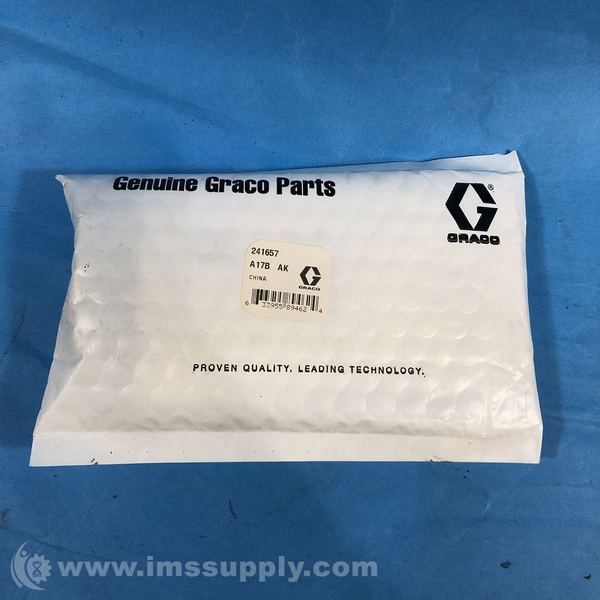 Genuine Graco Parts
G
®
GRACO
241657
A17B AK
CHINA
GRACO
6 33955 89462 4
PROVEN QUALITY. LEADING TECHNOLOGY.
www.imssupply.com